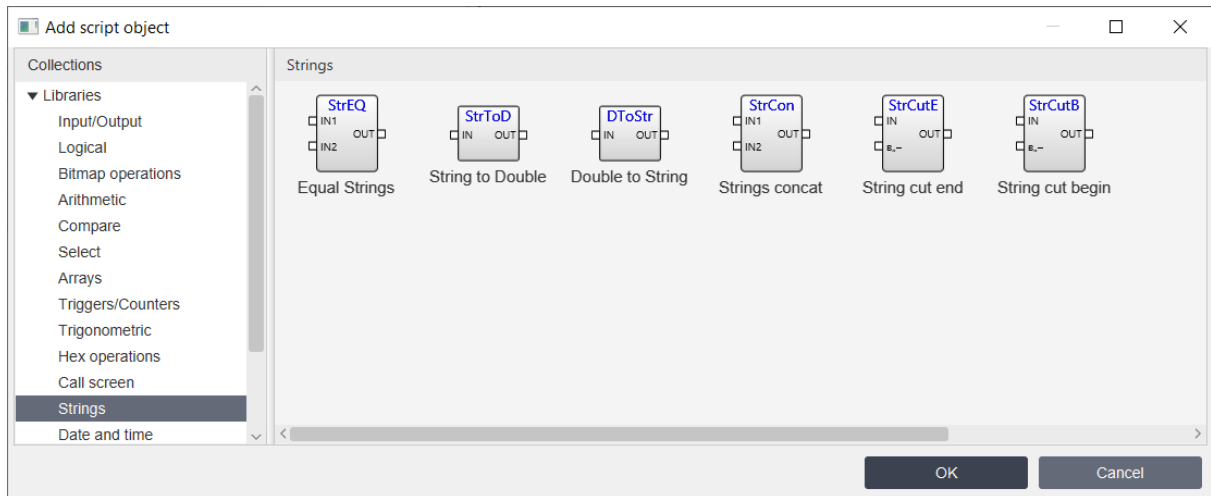 Add script object
Collections
Libraries
Input/Output
Logical
Bitmap operations
Arithmetic
Compare
Select
Arrays
Triggers/Counters
Trigonometric
Hex operations
Call screen
Strings
Date and time
Strings
StrEQ
IN1
OUT
IN2
Equal Strings
StrToD
IN OUT
String to Double
DToStr
IN OUT
Double to String
StrCon
IN1
OUT
IN2
Strings concat
StrCutE
IN
OUT
String cut end
StrCutB
IN
OUT
String cut begin
OK
Cancel